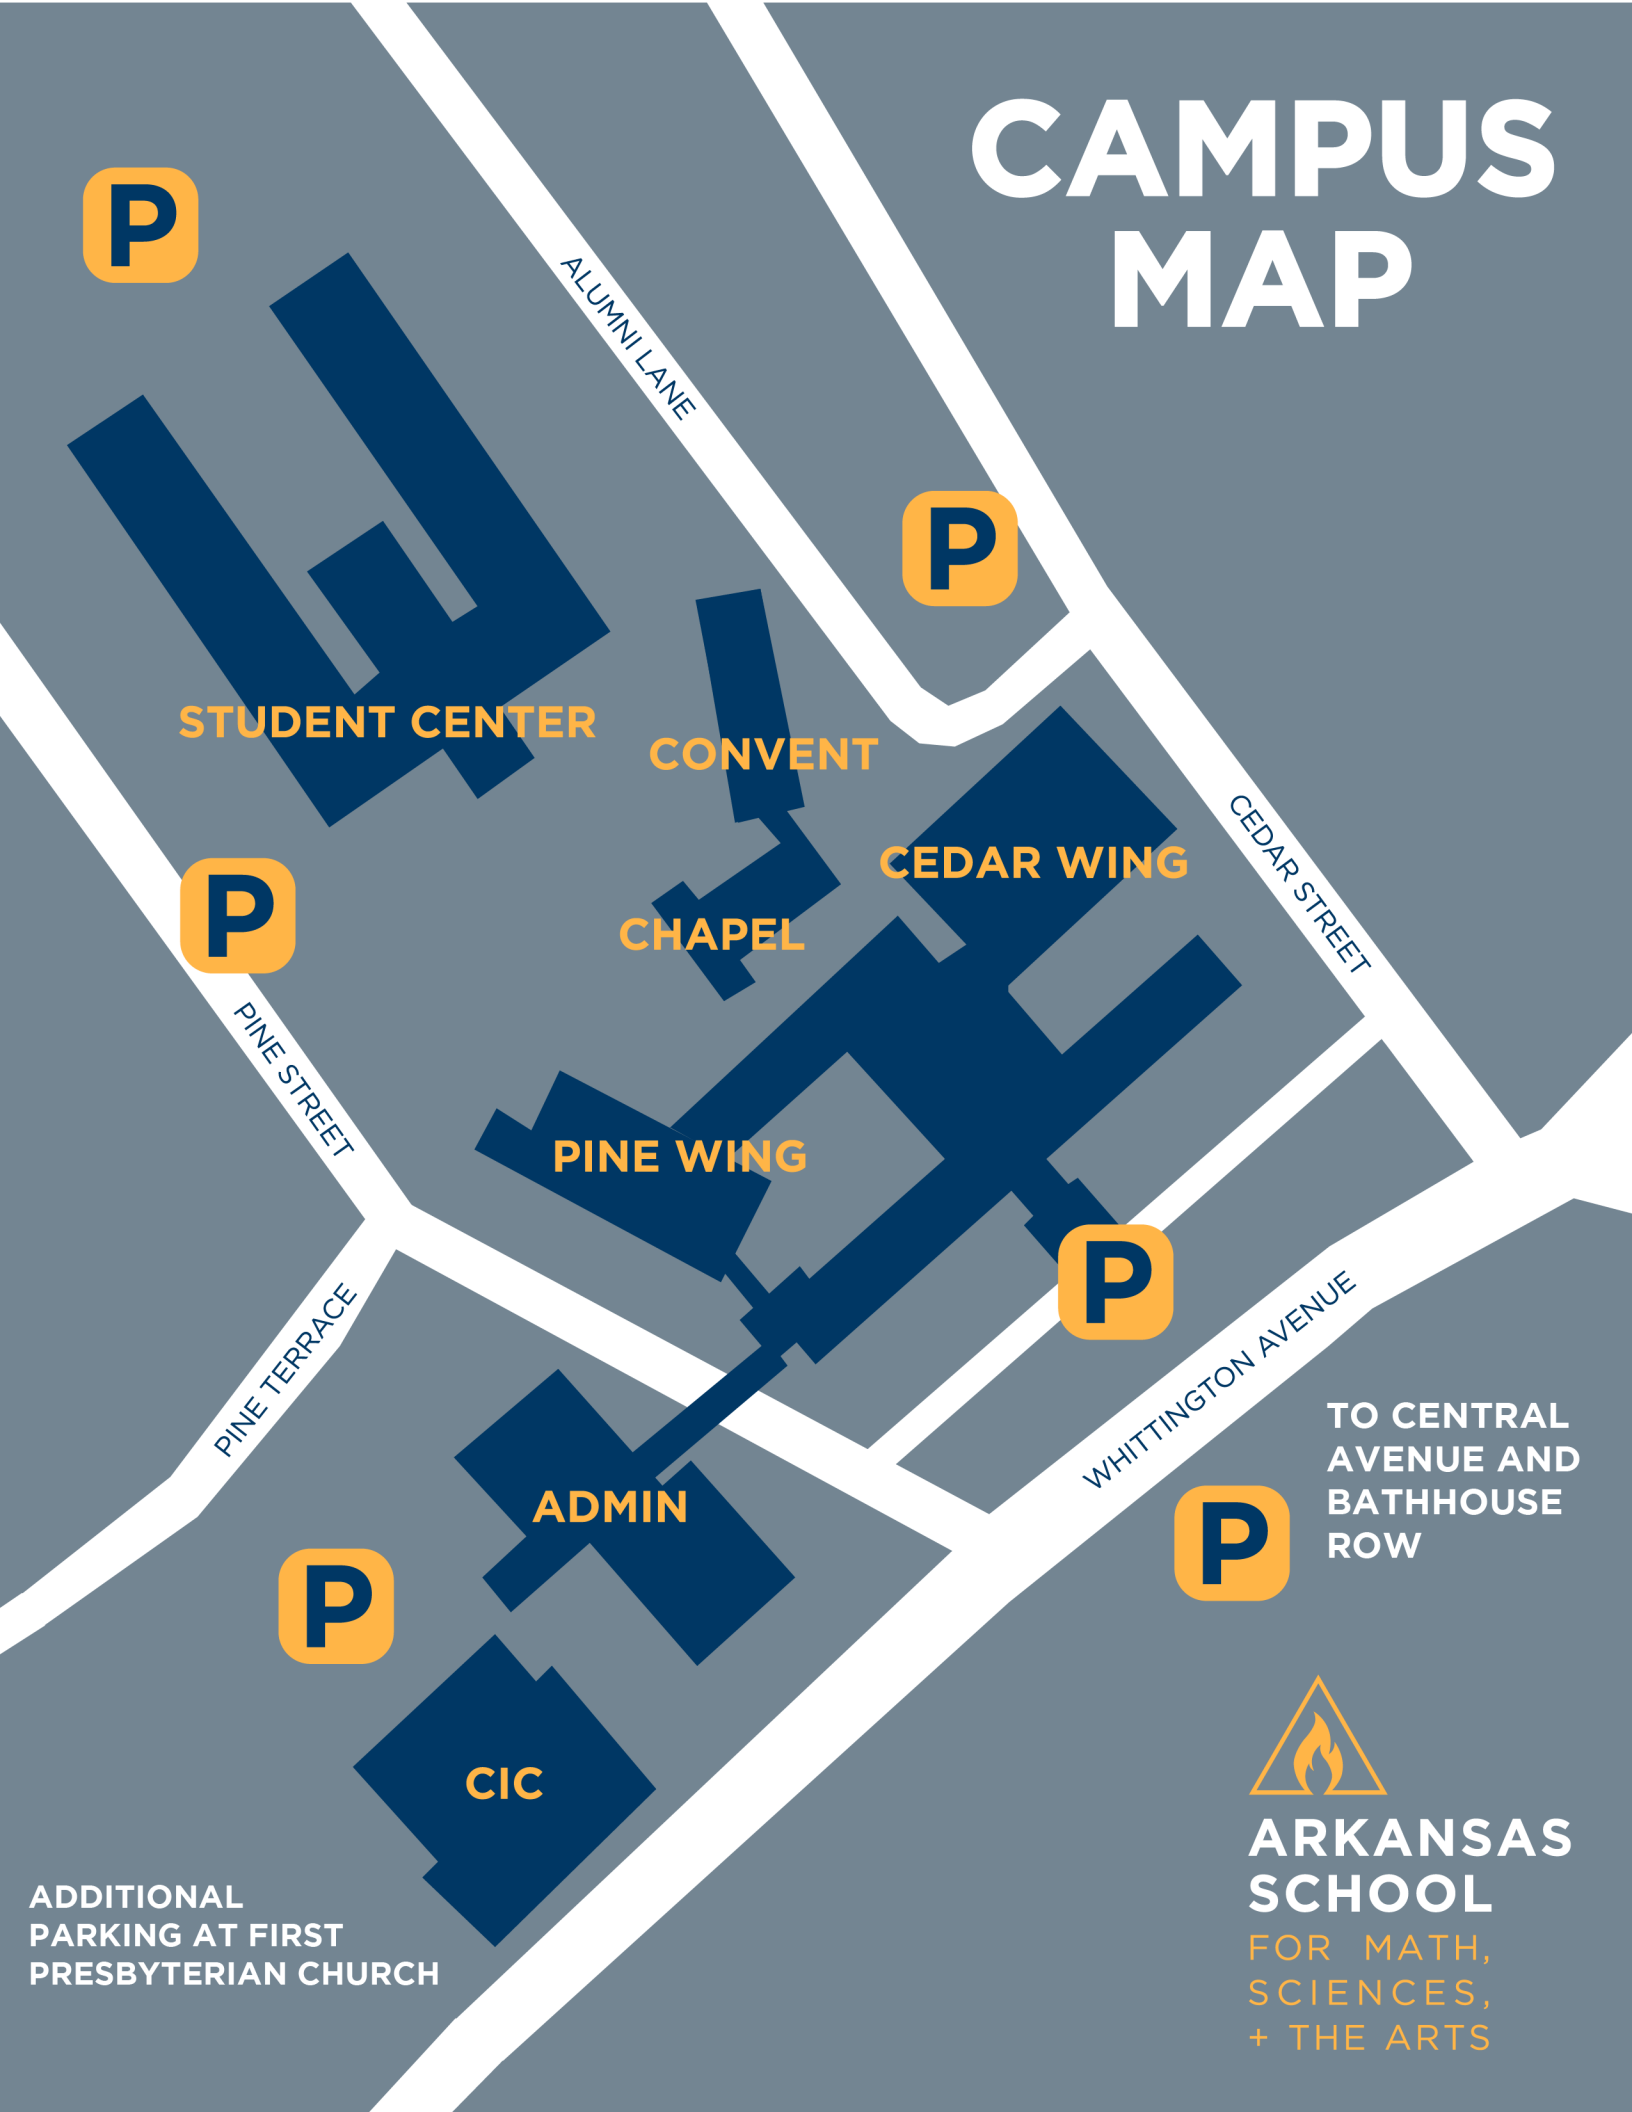 CAMPUS
MAP
P
ALUMNI LANE
P
STUDENT CENTER
CONVENT
CEDAR WING
CEDAR STREET
P
CHAPEL
PINE STREET
PINE WING
P
PINE TERRACE
WHITTINGTON AVENUE
TO CENTRAL
AVENUE AND
BATHHOUSE
ROW
P
ADMIN
P
CIC
ARKANSAS
SCHOOL
FOR MATH,
SCIENCES,
+ THE ARTS
ADDITIONAL
PARKING AT FIRST
PRESBYTERIAN CHURCH